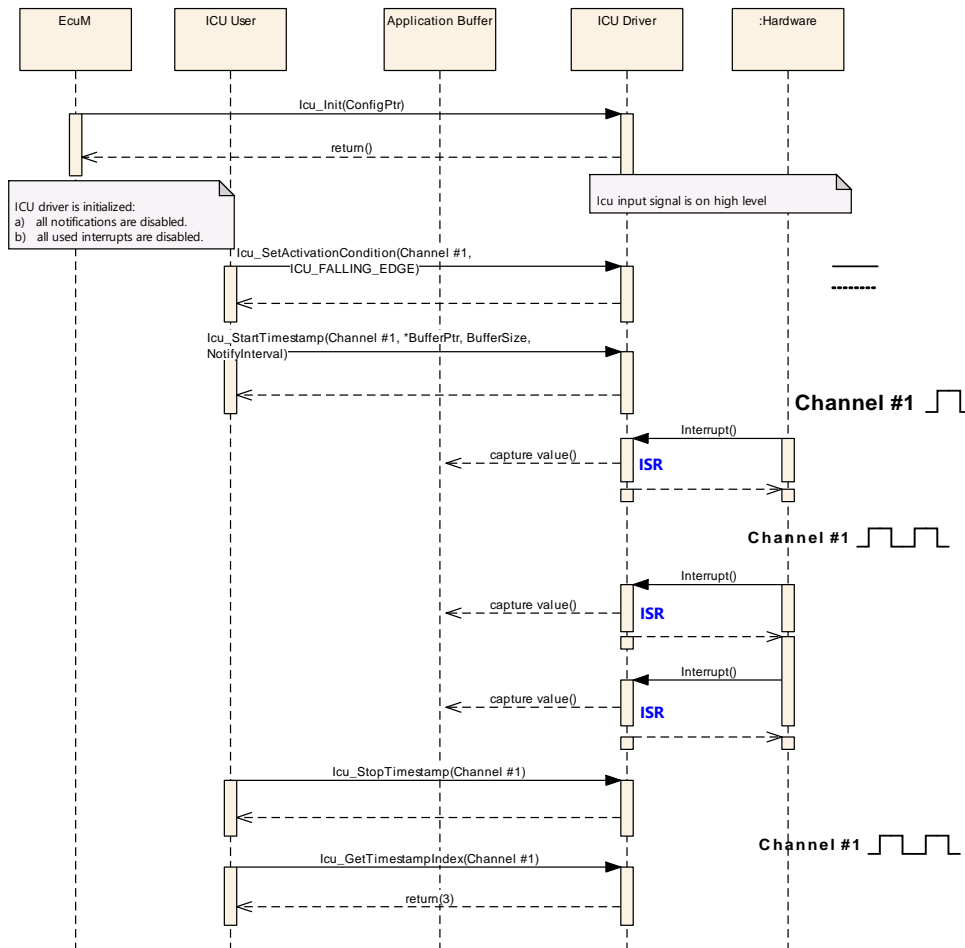 EcuM
ICU User
Application Buffer
ICU Driver
:Hardware
Icu_Init(ConfigPtr)
return()
ICU driver is initialized:
a) all notifications are disabled.
b) all used interrupts are disabled.
Icu input signal is on high level
Icu_SetActivationCondition(Channel #1,
ICU_FALLING_EDGE)
Icu_StartTimestamp(Channel #1, *BufferPtr, BufferSize,
NotifyInterval)
Channel #1
Interrupt()
capture value()
ISR
Channel #1
Interrupt()
capture value()
ISR
Interrupt()
capture value()
ISR
Icu_StopTimestamp(Channel #1)
Channel #1
Icu_GetTimestampIndex(Channel #1)
return(3)